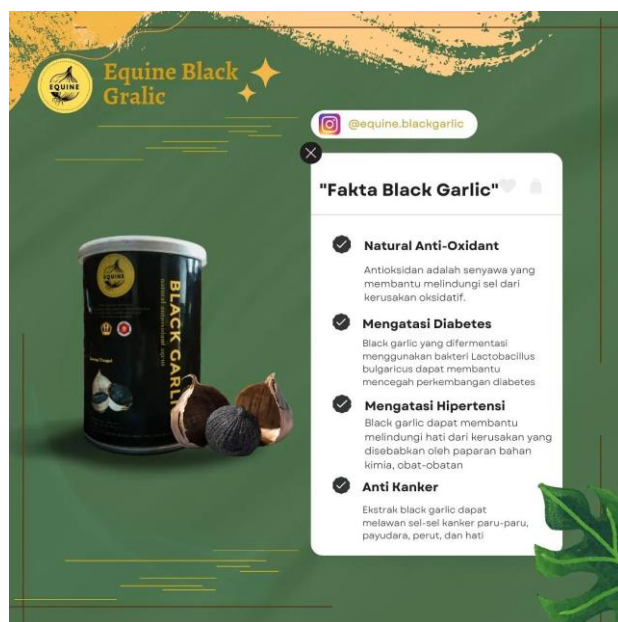 EQUINE
Equine Black
Gralic
@equine.blackgarlic
"Fakta Black Garlic"
Natural Anti-Oxidant
Antioksidan adalah senyawa yang
membantu melindungi sel dari
kerusakan oksidatif.
Mengatasi Diabetes
Black garlic yang difermentasi
menggunakan bakteri Lactobacillus
bulgaricus dapat membantu
mencegah perkembangan diabetes
Mengatasi Hipertensi
Black garlic dapat membantu
melindungi hati dari kerusakan yang
disebabkan oleh paparan bahan
kimia, obat-obatan
Anti Kanker
Ekstrak black garlic dapat
melawan sel-sel kanker paru-paru,
payudara, perut, dan hati
EQUINE
BLACK GARLI